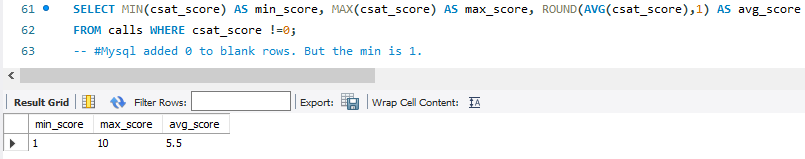 61 SELECT MIN(csat_score) AS min_score, MAX(csat_score) AS max_score, ROUND(AVG(csat_score),1) AS avg_score
62 FROM calls WHERE csat_score !=0;
63 -- #Mysql added 0 to blank rows. But the min is 1.
Result Grid Filter Rows: Export: Wrap Cell Content:
min_score max_score avg_score
1 10 5.5